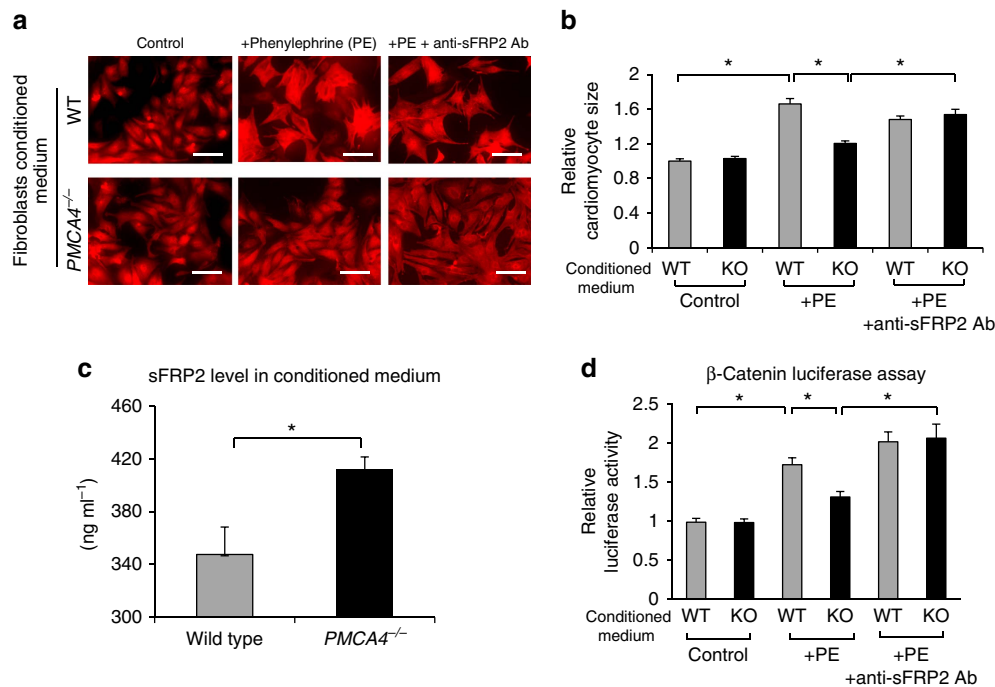 a
Control
+Phenylephrine (PE)
+PE + anti-sFRP2 Ab
Fibroblasts conditioned
medium
WT
PMCA4–/–
b
Relative
cardiomyocyte size
2
1.6
1.2
0.8
0.4
0
* * *
Conditioned
medium
WT KO WT KO WT KO
Control
+PE
+PE
+anti-sFRP2 Ab
c
sFRP2 level in conditioned medium
(ng ml–1)
460
420
380
340
300
*
Wild type
PMCA4–/–
d
β-Catenin luciferase assay
Relative
luciferase activity
2.5
2
1.5
1
0.5
0
* * *
Conditioned
medium
WT KO WT KO WT KO
Control
+PE
+PE
+anti-sFRP2 Ab